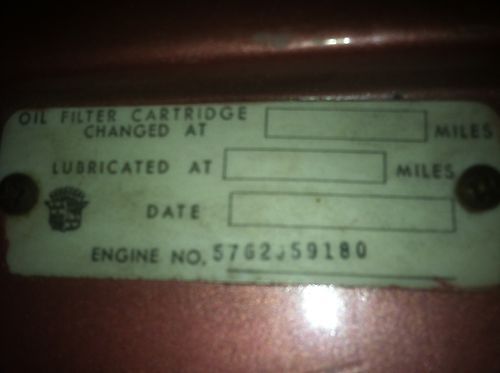 OIL FILTER CARTRIDGE
CHANGED AT MILES
LUBRICATED AT MILES
DATE
ENGINE NO. 5762J59180